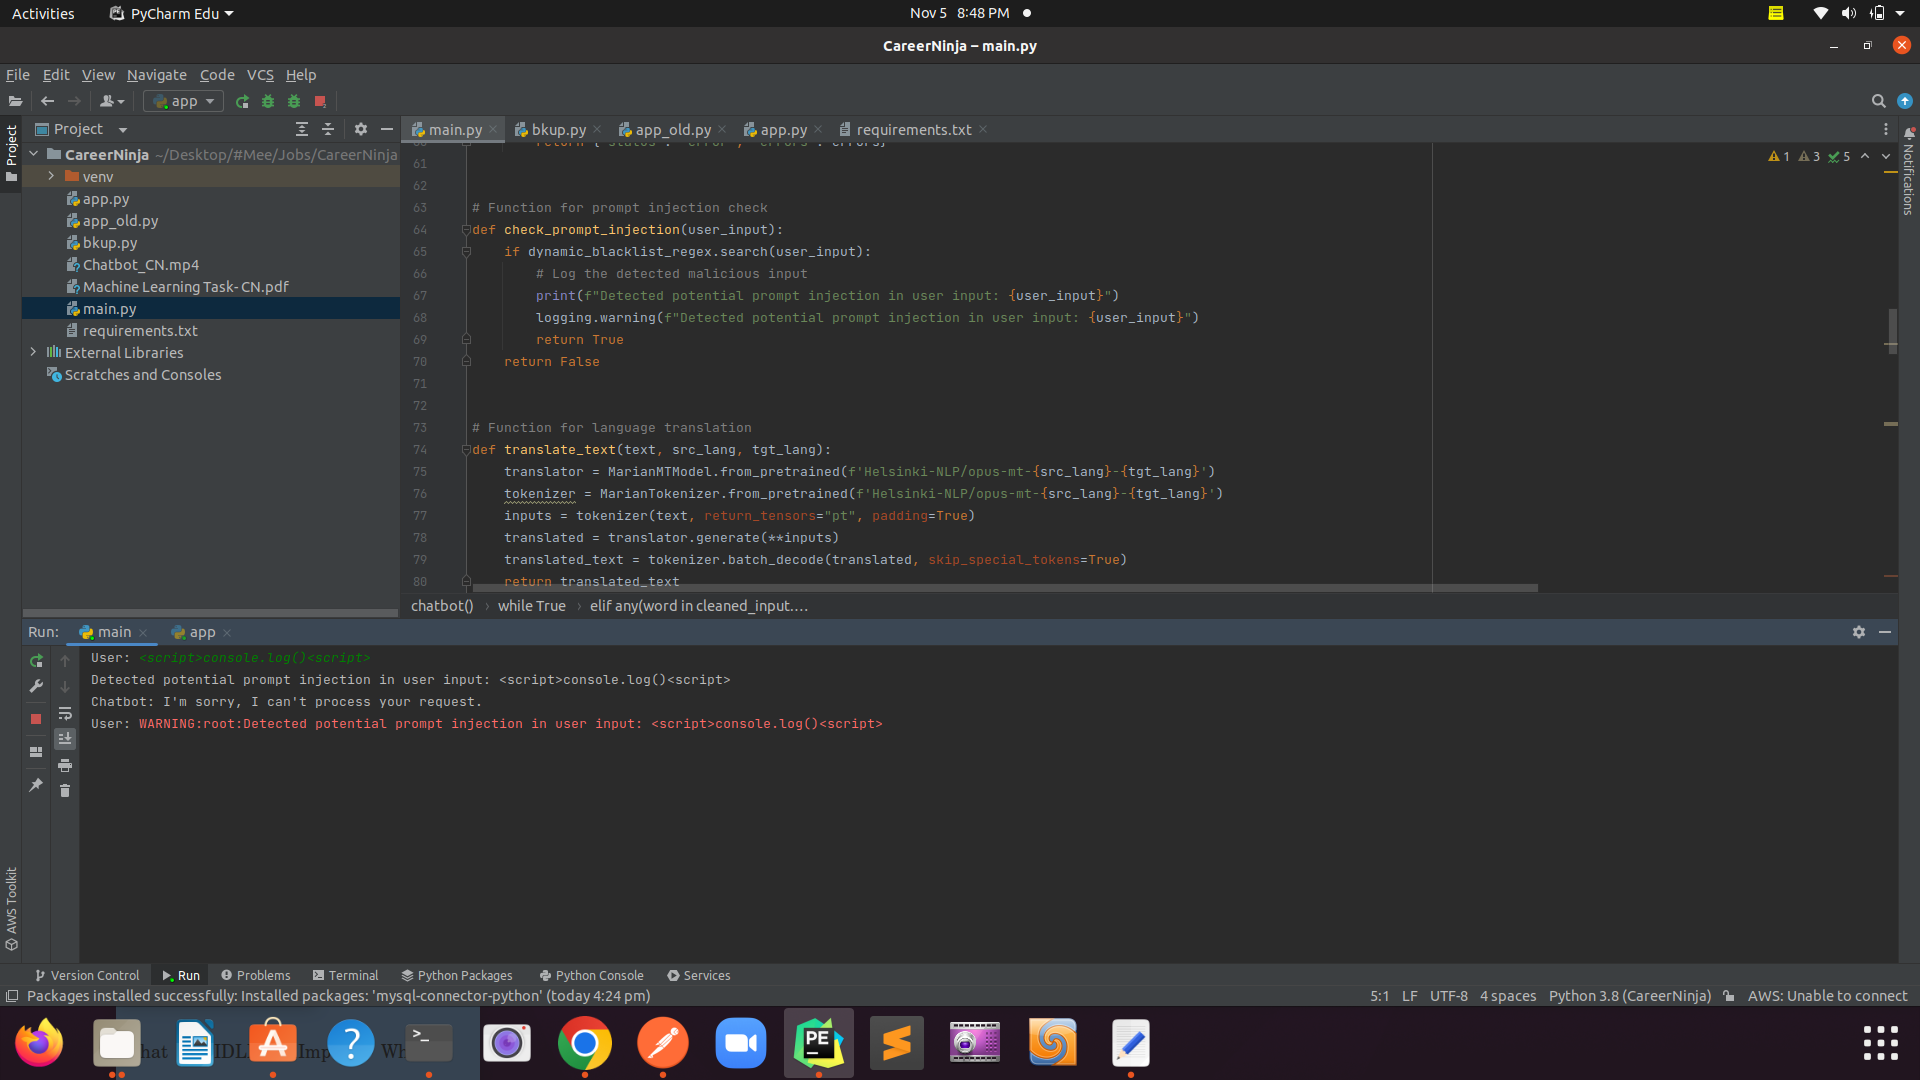 Activities PyCharm Edu Nov 5 8:48 PM
CareerNinja – main.py
File Edit View Navigate Code VCS Help
app
Project main.py bkup.py app_old.py app.py requirements.txt
Project
CareerNinja ~/Desktop/#Mee/Jobs/CareerNinja
venv
app.py
app_old.py
bkup.py
Chatbot_CN.mp4
Machine Learning Task- CN.pdf
main.py
requirements.txt
External Libraries
Scratches and Consoles
Notifications
1 3 5
60 return {"status": "error", "errors": errors}
61
62
63 # Function for prompt injection check
64 def check_prompt_injection(user_input):
65 if dynamic_blacklist_regex.search(user_input):
66 # Log the detected malicious input
67 print(f"Detected potential prompt injection in user input: {user_input}")
68 logging.warning(f"Detected potential prompt injection in user input: {user_input}")
69 return True
70 return False
71
72
73 # Function for language translation
74 def translate_text(text, src_lang, tgt_lang):
75 translator = MarianMTModel.from_pretrained(f'Helsinki-NLP/opus-mt-{src_lang}-{tgt_lang}')
76 tokenizer = MarianTokenizer.from_pretrained(f'Helsinki-NLP/opus-mt-{src_lang}-{tgt_lang}')
77 inputs = tokenizer(text, return_tensors="pt", padding=True)
78 translated = translator.generate(**inputs)
79 translated_text = tokenizer.batch_decode(translated, skip_special_tokens=True)
80 return translated_text
chatbot() › while True › elif any(word in cleaned_input.…
Run: main app
User: <script>console.log()<script>
Detected potential prompt injection in user input: <script>console.log()<script>
Chatbot: I'm sorry, I can't process your request.
User: WARNING:root:Detected potential prompt injection in user input: <script>console.log()<script>
AWS Toolkit
Version Control Run Problems Terminal Python Packages Python Console Services
Packages installed successfully: Installed packages: 'mysql-connector-python' (today 4:24 pm) 5:1 LF UTF-8 4 spaces Python 3.8 (CareerNinja) AWS: Unable to connect
hat IDL Imp Wh
PE